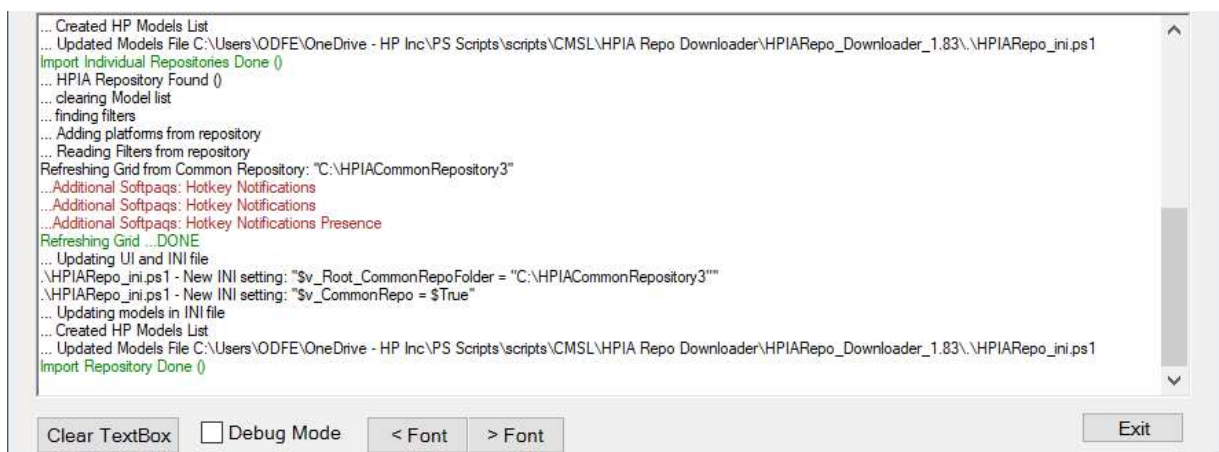 ... Created HP Models List
... Updated Models File C:\Users\ODFE\OneDrive - HP Inc\PS Scripts\scripts\CMSL\HPIA Repo Downloader\HPIARepo_Downloader_1.83\.\HPIARepo_ini.ps1
Import Individual Repositories Done ()
... HPIA Repository Found ()
... clearing Model list
... finding filters
... Adding platforms from repository
... Reading Filters from repository
Refreshing Grid from Common Repository: "C:\HPIACommonRepository3"
...Additional Softpaqs: Hotkey Notifications
...Additional Softpaqs: Hotkey Notifications
...Additional Softpaqs: Hotkey Notifications Presence
Refreshing Grid ...DONE
... Updating UI and INI file
.\HPIARepo_ini.ps1 - New INI setting: "$v_Root_CommonRepoFolder = "C:\HPIACommonRepository3""
.\HPIARepo_ini.ps1 - New INI setting: "$v_CommonRepo = $True"
... Updating models in INI file
... Created HP Models List
... Updated Models File C:\Users\ODFE\OneDrive - HP Inc\PS Scripts\scripts\CMSL\HPIA Repo Downloader\HPIARepo_Downloader_1.83\.\HPIARepo_ini.ps1
Import Repository Done ()
Clear TextBox Debug Mode < Font > Font Exit